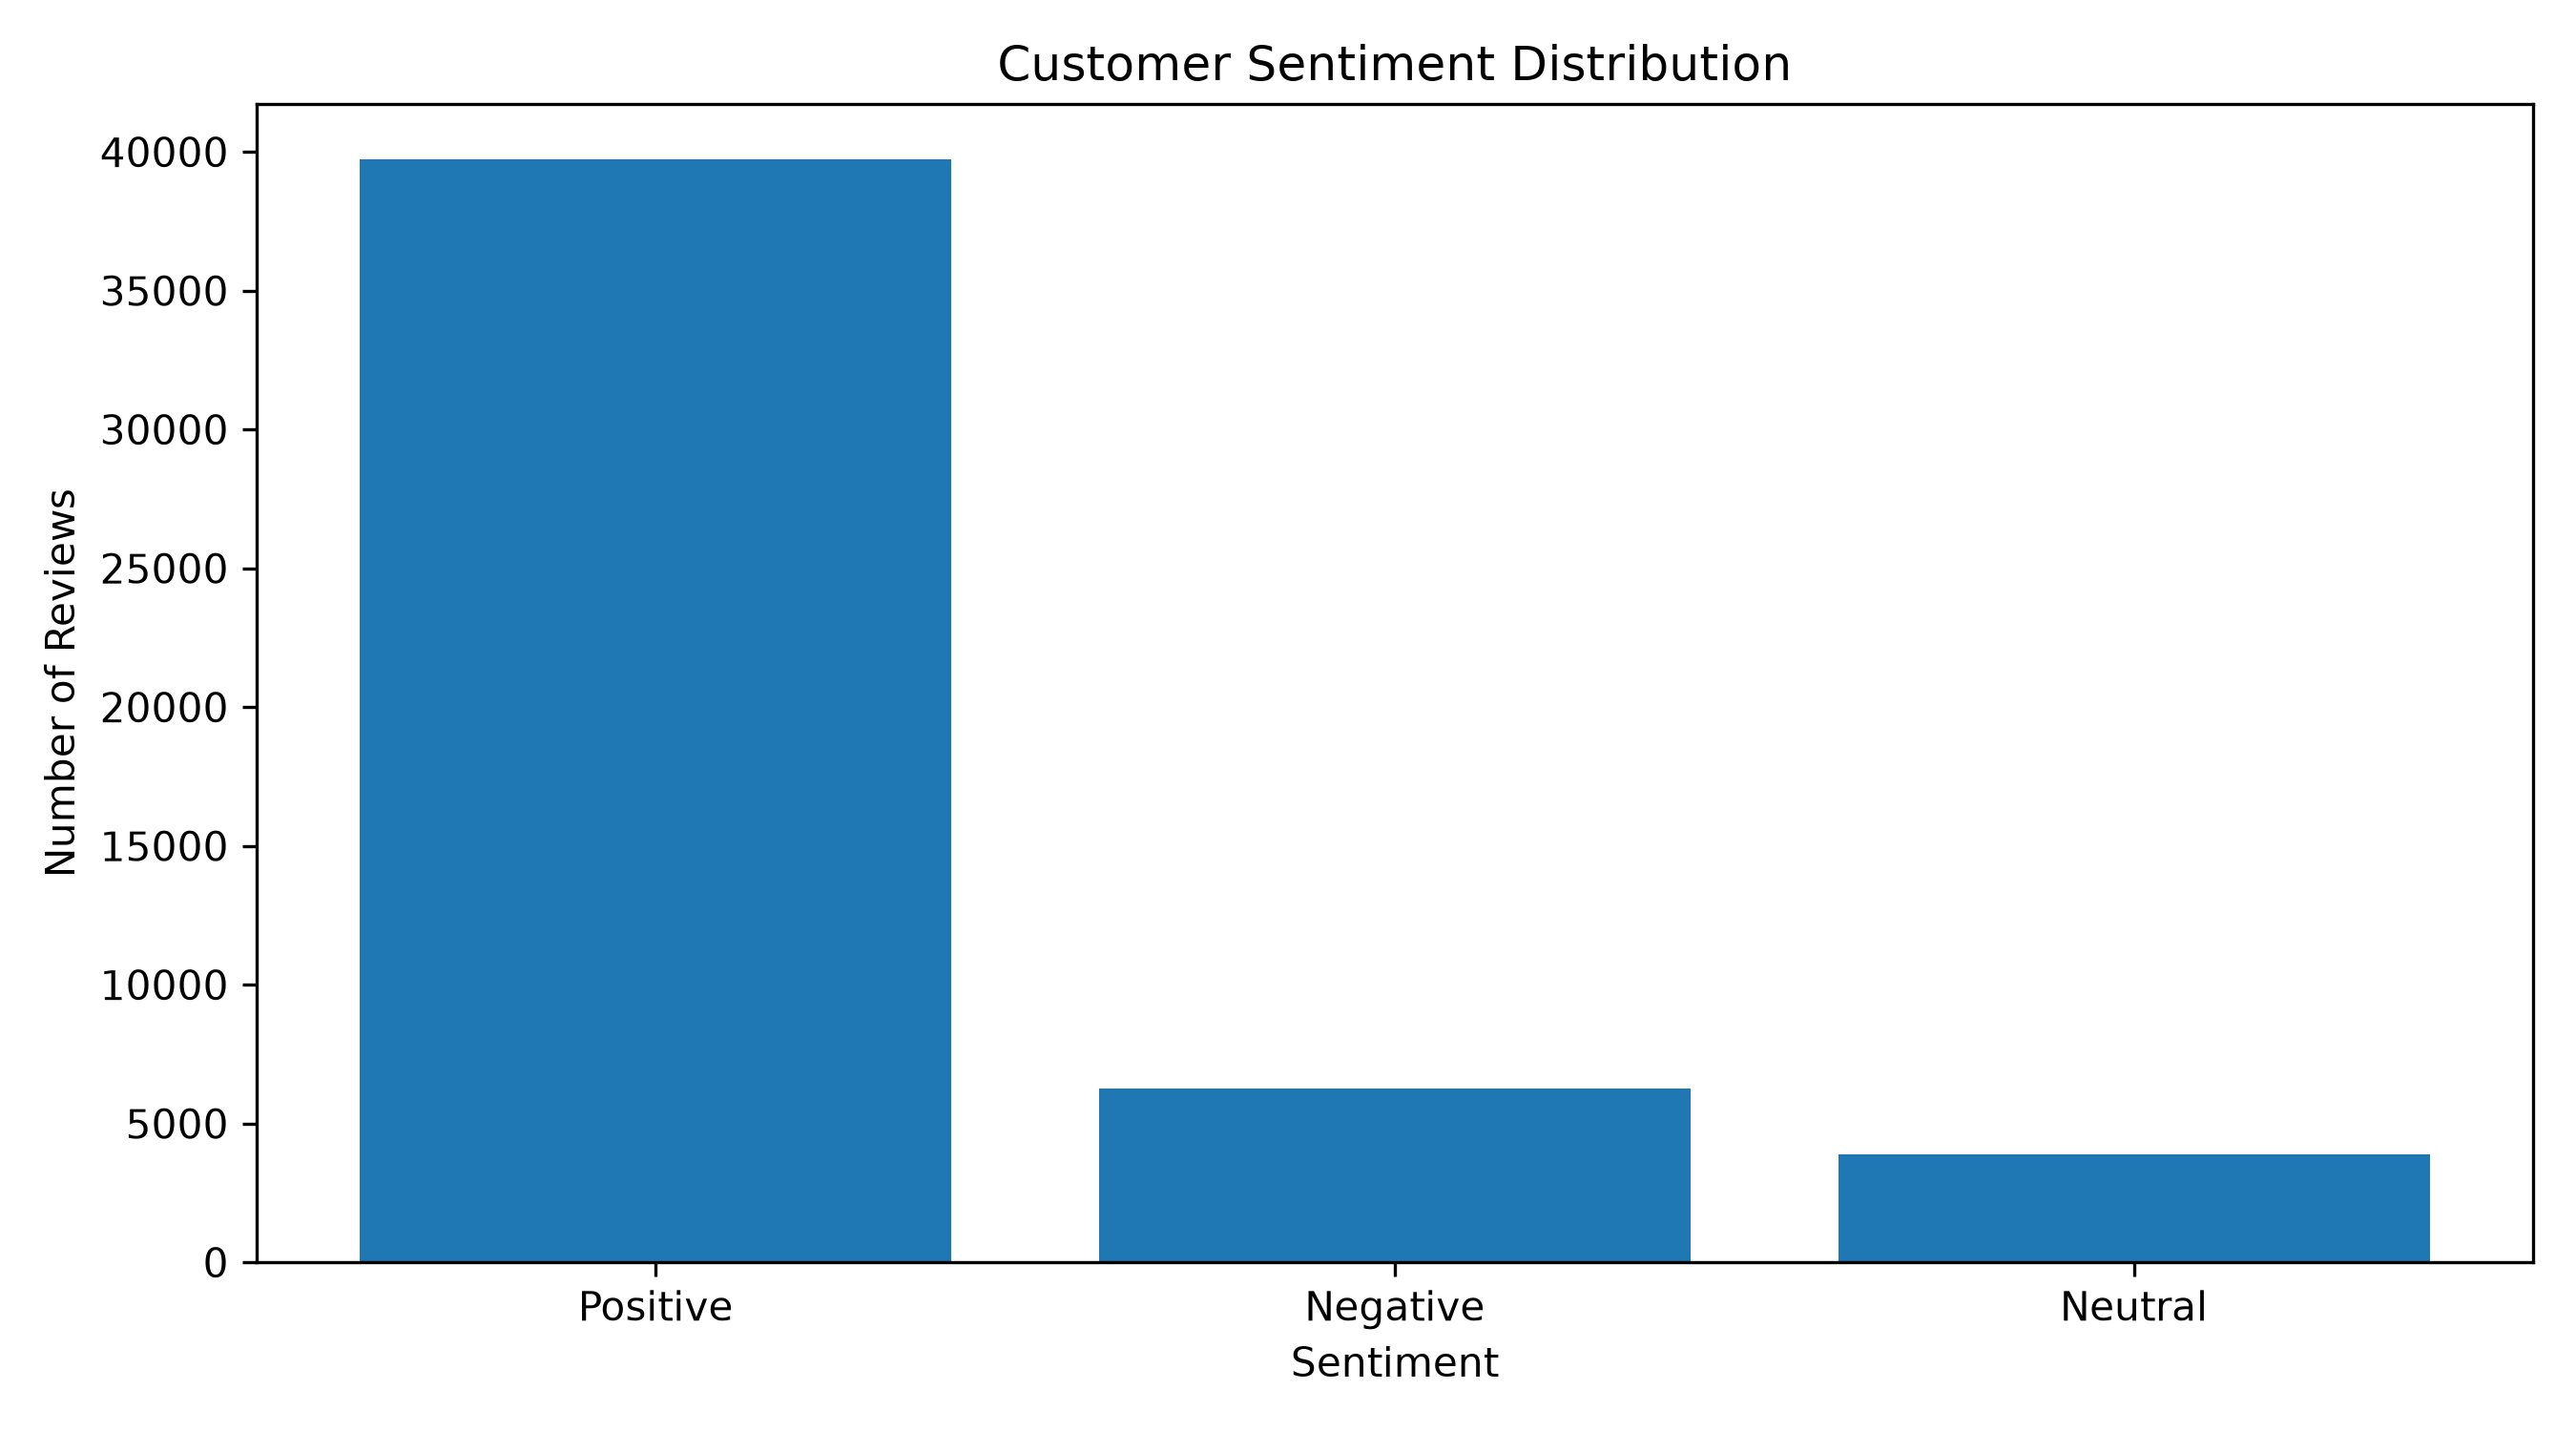 Customer Sentiment Distribution
40000
35000
30000
25000
20000
15000
10000
5000
0
Number of Reviews
Positive
Negative
Neutral
Sentiment